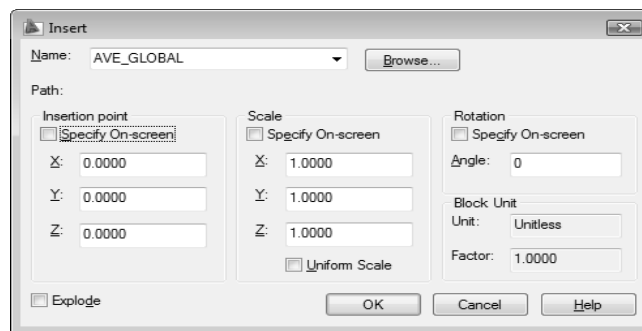 Insert
Name: AVE_GLOBAL Browse...
Path:
Insertion point Scale Rotation
Specify On-screen Specify On-screen Specify On-screen
X: 0.0000 X: 1.0000 Angle: 0
Y: 0.0000 Y: 1.0000 Block Unit
Z: 0.0000 Z: 1.0000 Unit: Unitless
Uniform Scale Factor: 1.0000
Explode OK Cancel Help